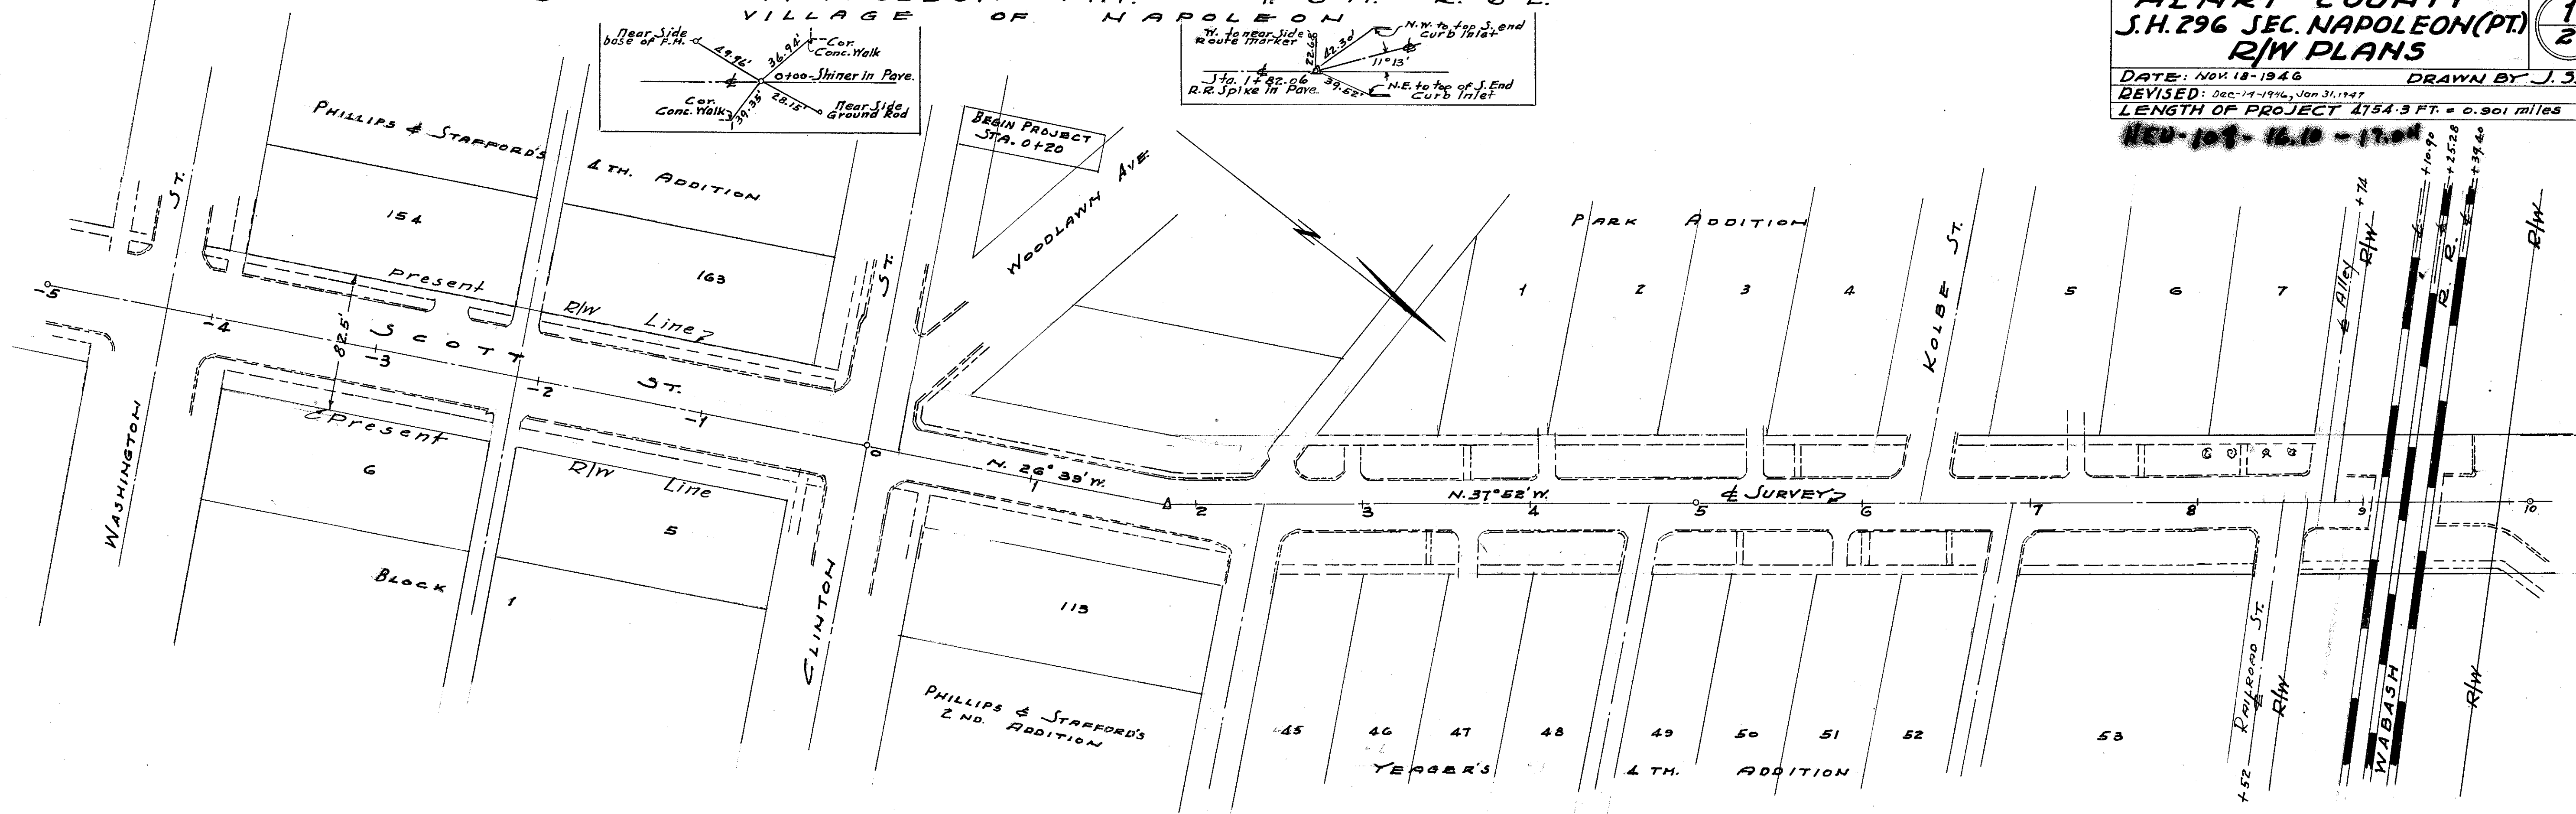 VILLAGE OF NAPOLEON
HENRY COUNTY
S.H. 296 SEC. NAPOLEON (PT.)
R/W PLANS
DATE: NOV. 18-1946 DRAWN BY J.S.
REVISED: Dec-14-1946, Jan 31, 1947
LENGTH OF PROJECT 4754.3 FT. = 0.901 miles
Near Side
base of F.H.
49.96'
36.94'
Cor.
Conc. Walk
0+00-Shiner in Pave.
Cor.
Conc. Walk
39.35'
28.15'
Near Side
Ground Rod
W. to near Side
Route marker
22.68'
42.30'
N.W. to top S. end
Curb Inlet
11°13'
Sta. 1+82.06
R.R. Spike in Pave.
39.52'
N.E. to top of S. End
Curb Inlet
BEGIN PROJECT
STA. 0+20
PHILLIPS & STAFFORD'S
4 TH. ADDITION
154
163
ST.
ST.
WOODLAWN AVE.
N
PARK ADDITION
1 2 3 4
KOLBE ST.
5 6 7
℄ Alley
+74
R/W
+10.90
+25.28
+39.40
℄ ℄ ℄
R. R.
R/W
Present
R/W Line
82.5'
SCOTT ST.
-5 -4 -3 -2 -1 0 1 2 3 4 5 6 7 8 9 10
N. 26° 39' W.
N. 37° 52' W.
℄ SURVEY
Present
R/W Line
WASHINGTON
6
5
BLOCK
1
CLINTON
113
PHILLIPS & STAFFORD'S
2 ND. ADDITION
45 46 47 48 49 50 51 52 53
YEAGER'S 4 TH. ADDITION
RAILROAD ST.
℄
+52
R/W
WABASH
R/W